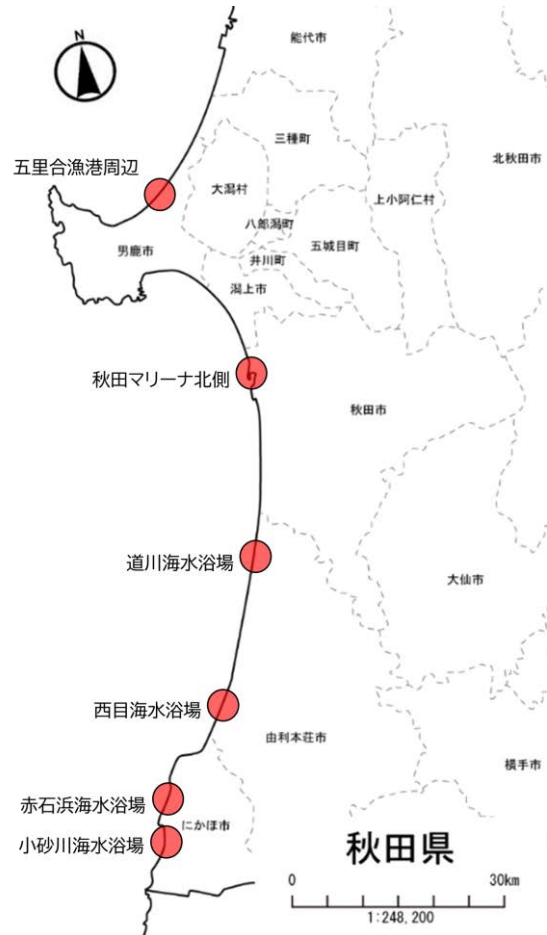 N
能代市
三種町
北秋田市
五里合漁港周辺
大潟村
上小阿仁村
八郎潟町
男鹿市
五城目町
井川町
潟上市
秋田マリーナ北側
秋田市
道川海水浴場
大仙市
西目海水浴場
由利本荘市
横手市
赤石浜海水浴場
にかほ市
小砂川海水浴場
秋田県
0 30km
1:248,200